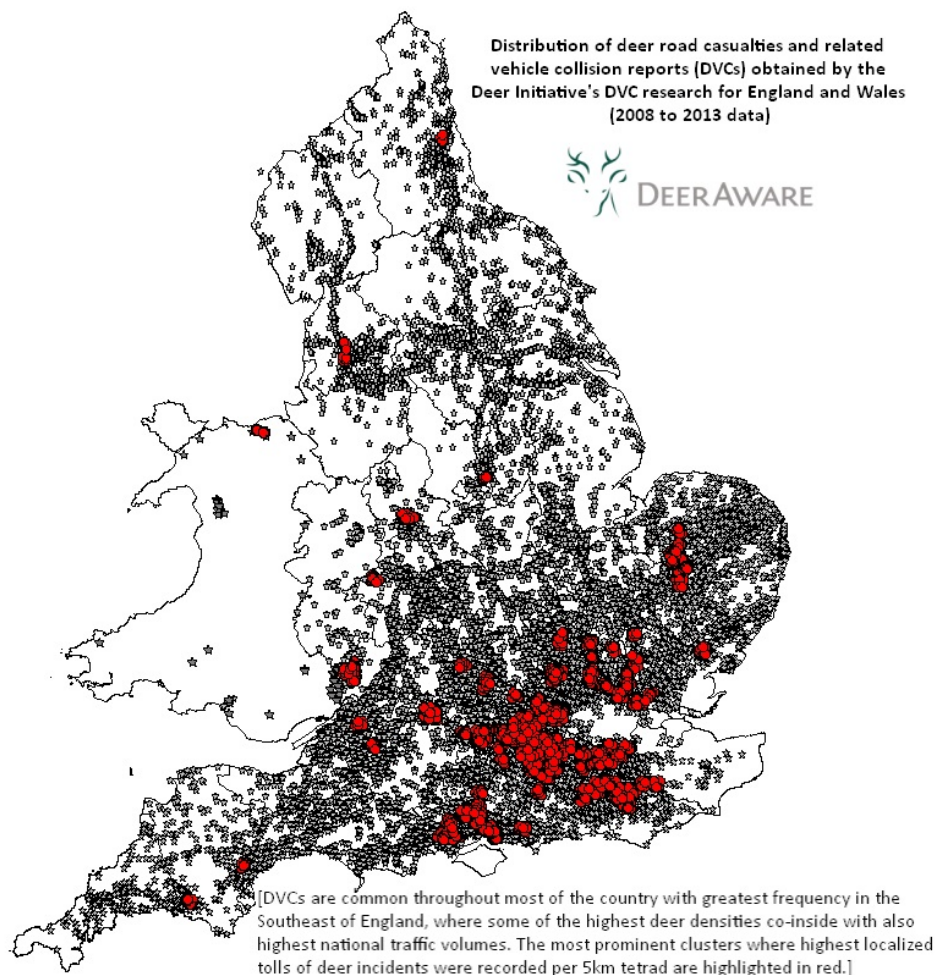 Distribution of deer road casualties and related
vehicle collision reports (DVCs) obtained by the
Deer Initiative's DVC research for England and Wales
(2008 to 2013 data)
DEERAWARE
[DVCs are common throughout most of the country with greatest frequency in the
Southeast of England, where some of the highest deer densities co-inside with also
highest national traffic volumes. The most prominent clusters where highest localized
tolls of deer incidents were recorded per 5km tetrad are highlighted in red.]